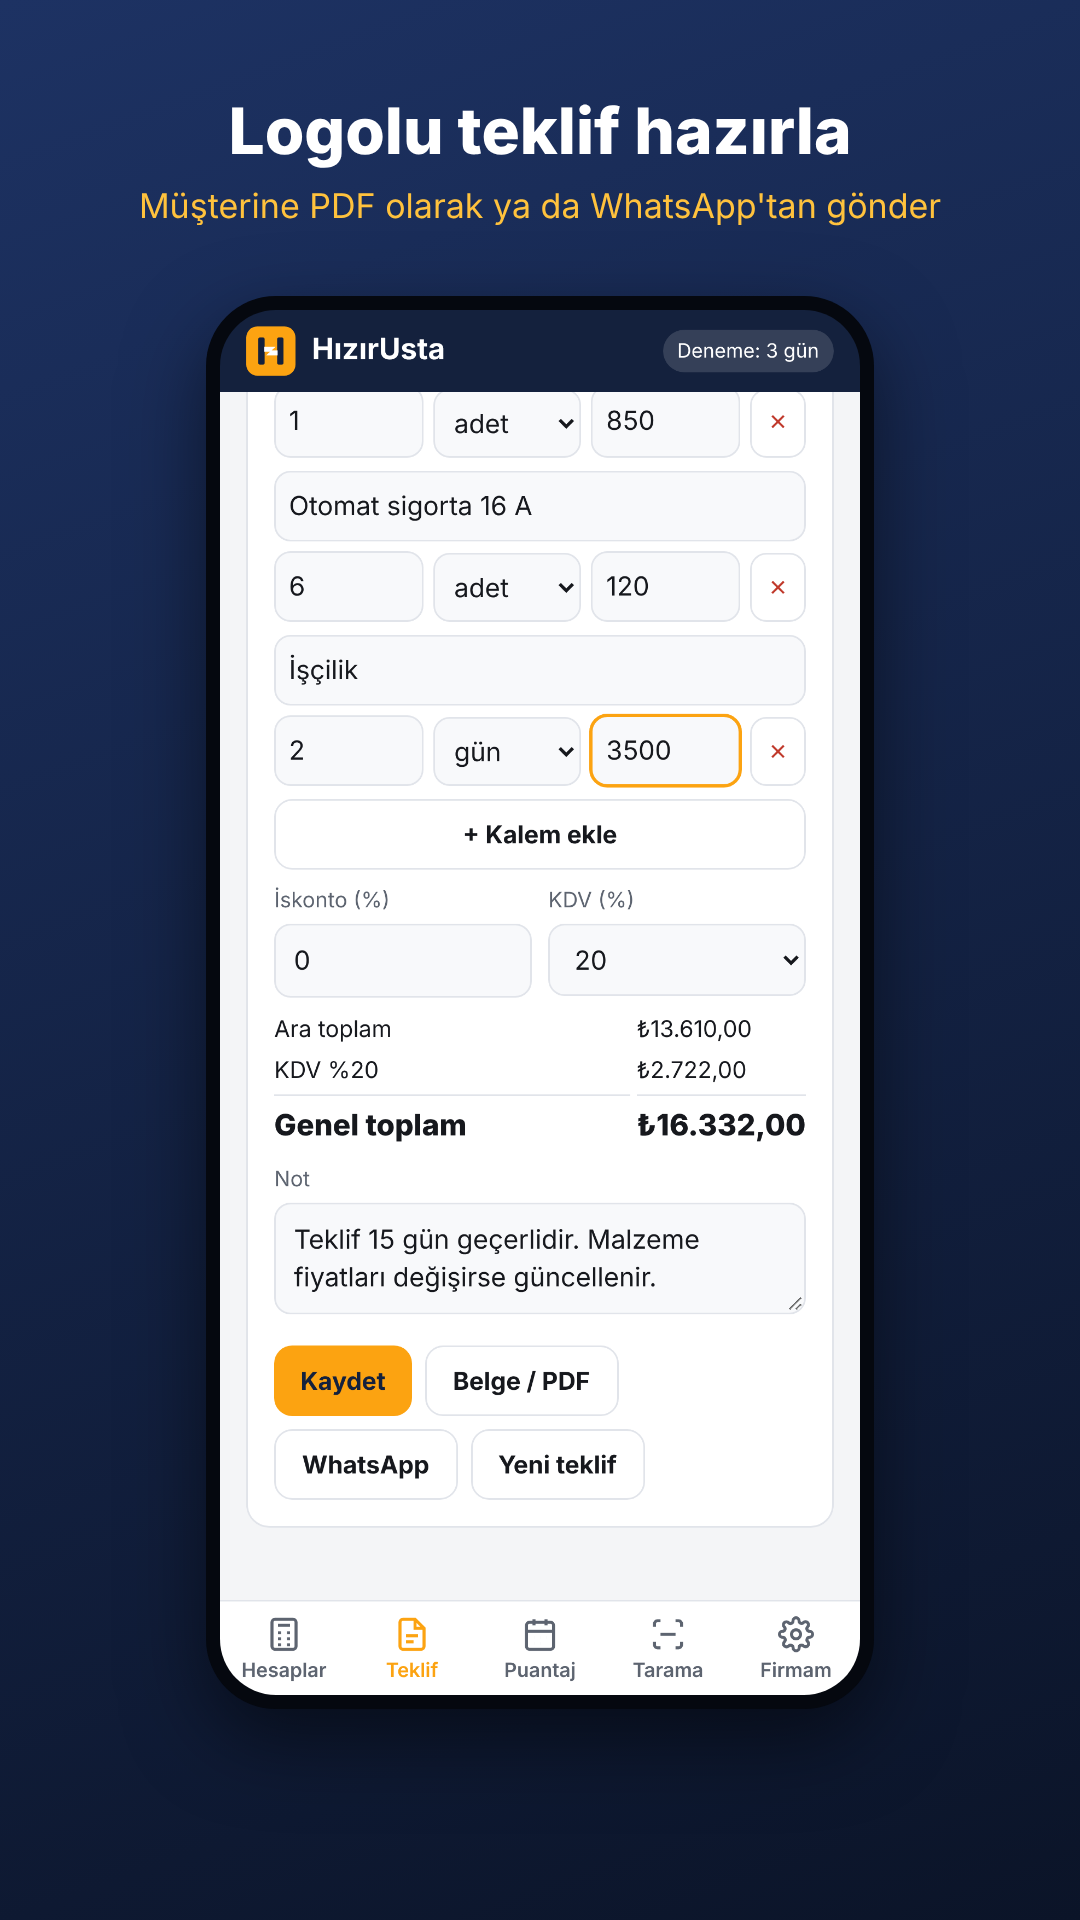 Logolu teklif hazırla
Müşterine PDF olarak ya da WhatsApp'tan gönder
HızırUsta
Deneme: 3 gün
1 adet 850 ×
Otomat sigorta 16 A
6 adet 120 ×
İşçilik
2 gün 3500 ×
+ Kalem ekle
İskonto (%) KDV (%)
0 20
Ara toplam ₺13.610,00
KDV %20 ₺2.722,00
Genel toplam ₺16.332,00
Not
Teklif 15 gün geçerlidir. Malzeme
fiyatları değişirse güncellenir.
Kaydet Belge / PDF
WhatsApp Yeni teklif
Hesaplar Teklif Puantaj Tarama Firmam